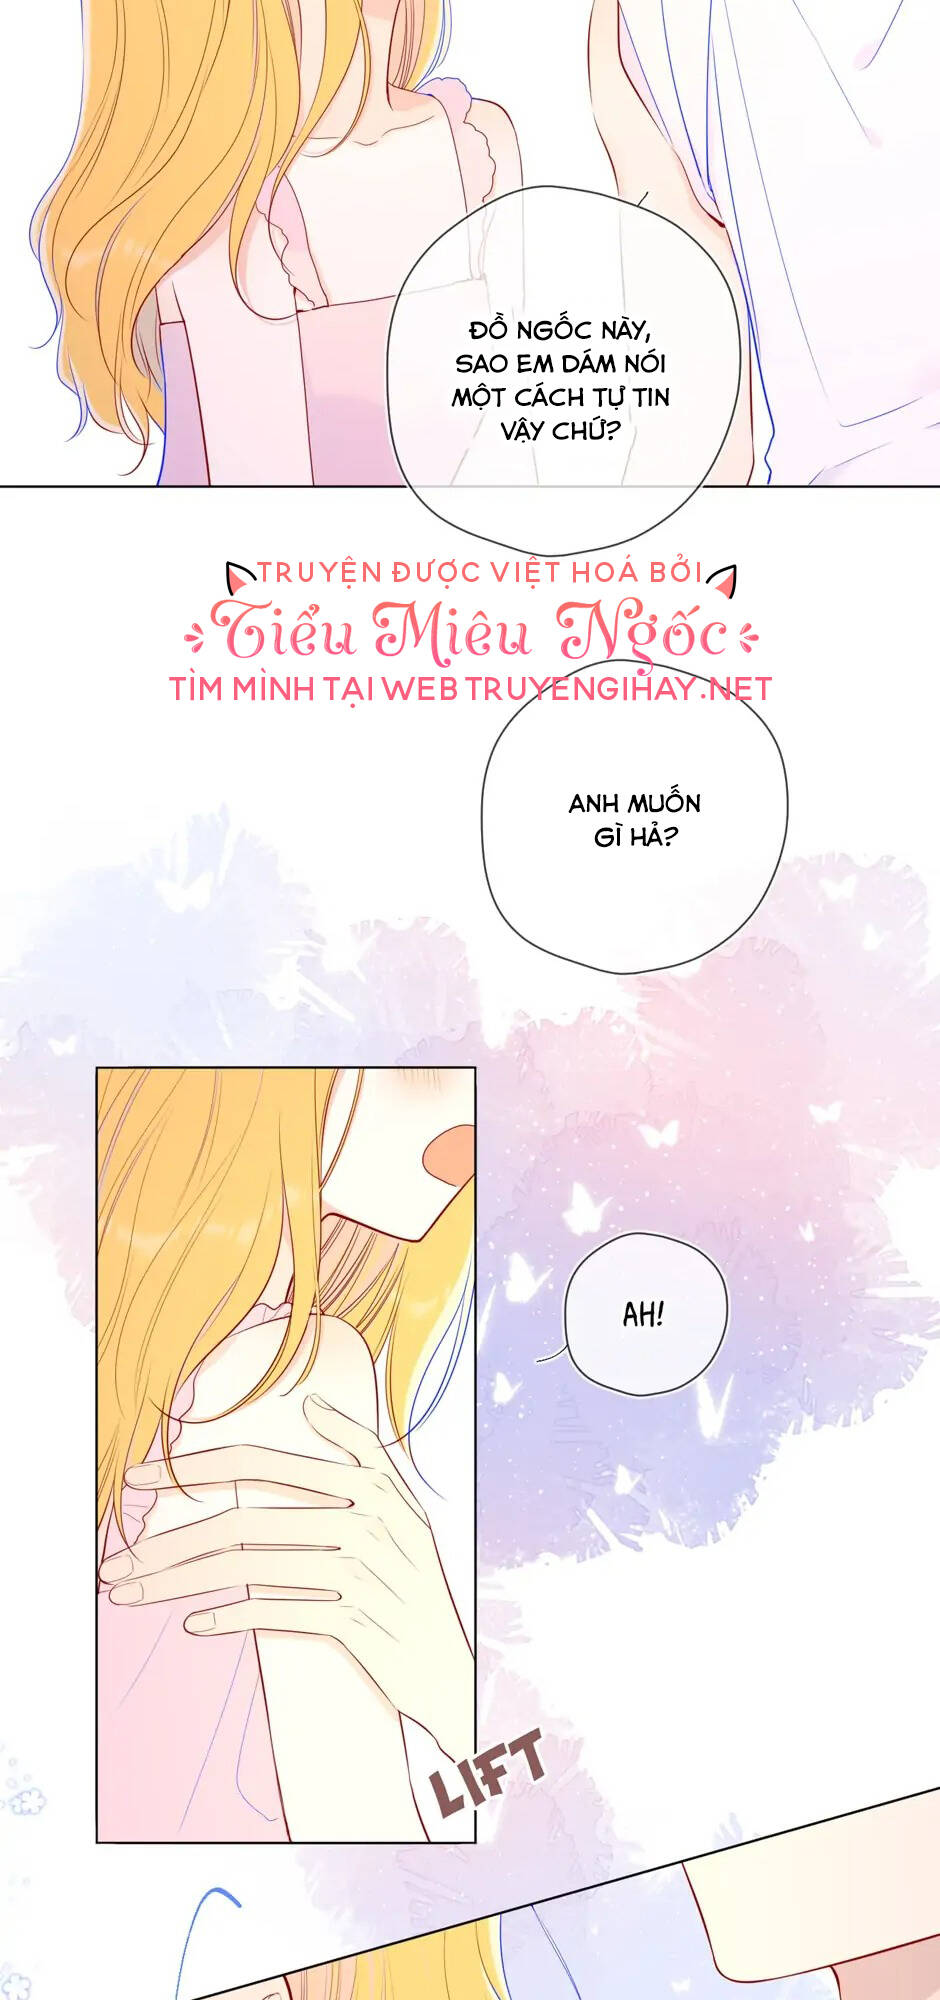 ĐỒ NGỐC NÀY,
SAO EM DÁM NÓI
MỘT CÁCH TỰ TIN
VẬY CHỨ?
TRUYỆN ĐƯỢC VIỆT HOÁ BỞI
Tiểu Miêu Ngốc
TÌM MÌNH TẠI WEB TRUYENGIHAY.NET
ANH MUỐN
GÌ HẢ?
AH!
LIFT